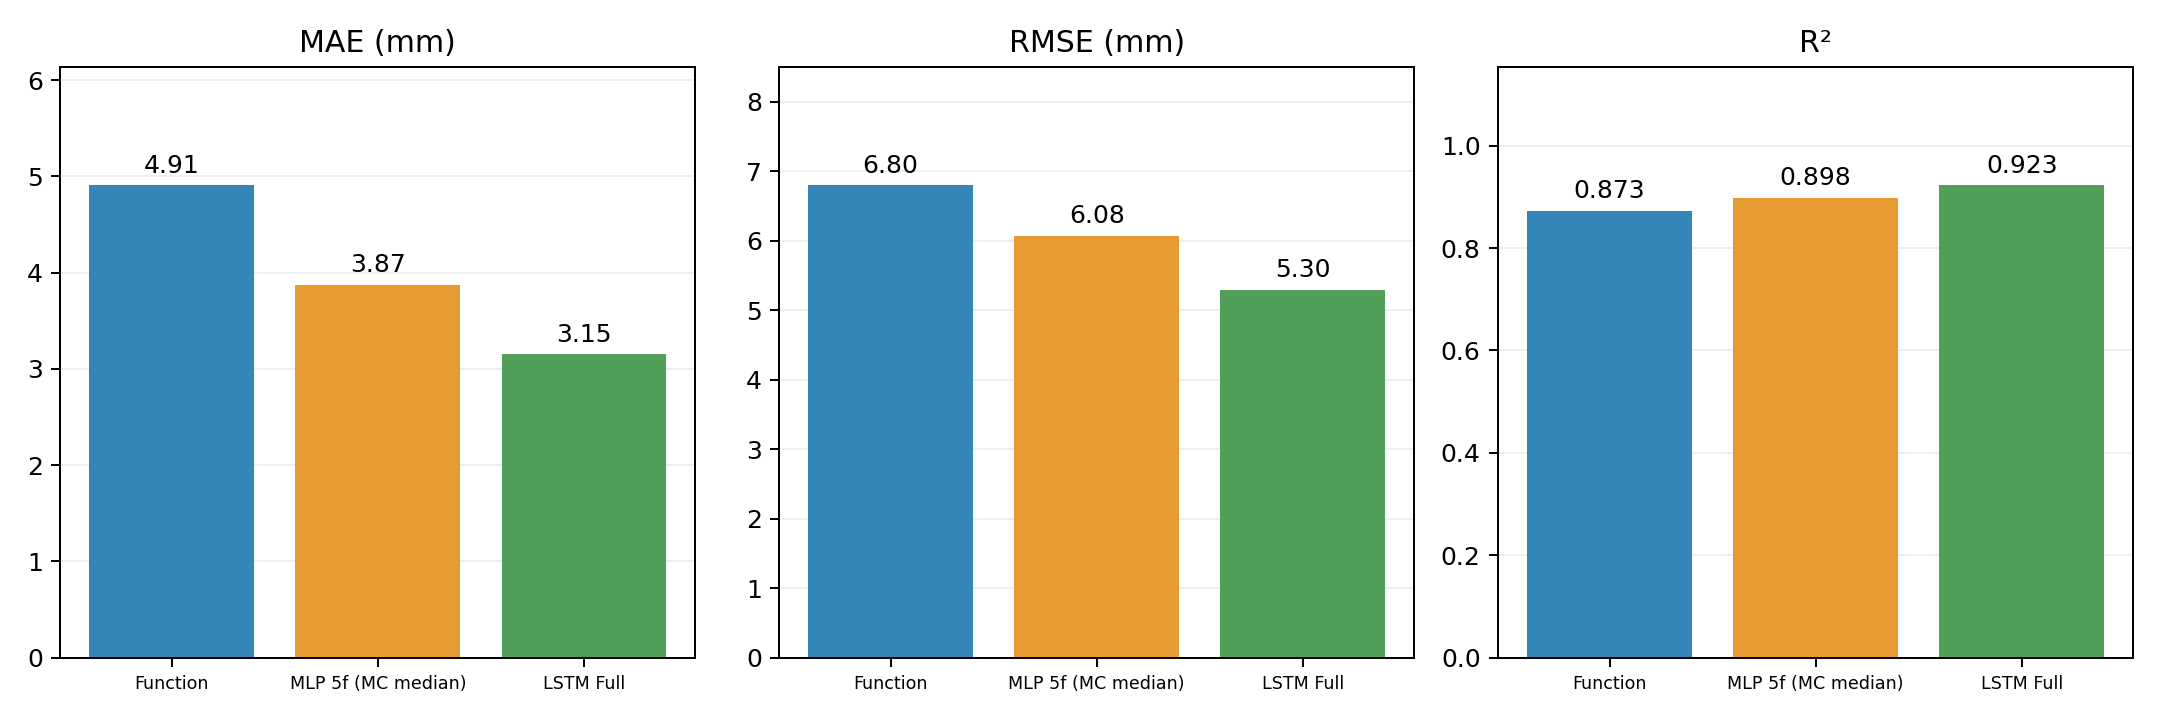 MAE (mm)
6
5
4
3
2
1
0
4.91
3.87
3.15
Function
MLP 5f (MC median)
LSTM Full
RMSE (mm)
8
7
6
5
4
3
2
1
0
6.80
6.08
5.30
Function
MLP 5f (MC median)
LSTM Full
R²
1.0
0.8
0.6
0.4
0.2
0.0
0.873
0.898
0.923
Function
MLP 5f (MC median)
LSTM Full